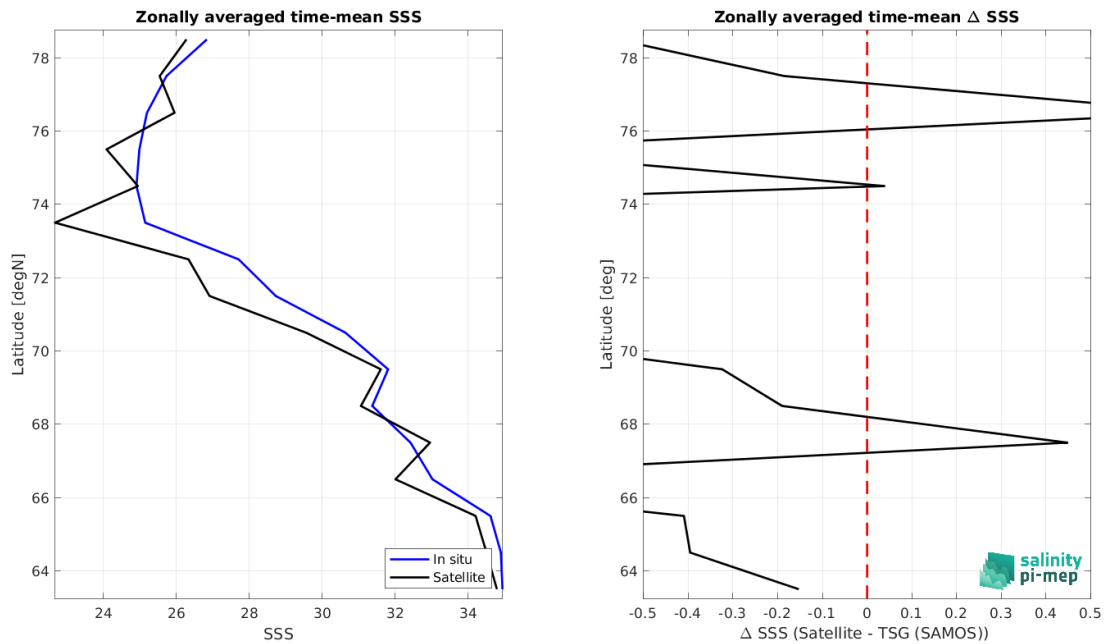 Zonally averaged time-mean SSS
78
76
74
72
70
68
66
64
Latitude [degN]
In situ
Satellite
24 26 28 30 32 34
SSS
Zonally averaged time-mean Δ SSS
78
76
74
72
70
68
66
64
Latitude [deg]
salinity
pi-mep
-0.5 -0.4 -0.3 -0.2 -0.1 0 0.1 0.2 0.3 0.4 0.5
Δ SSS (Satellite - TSG (SAMOS))